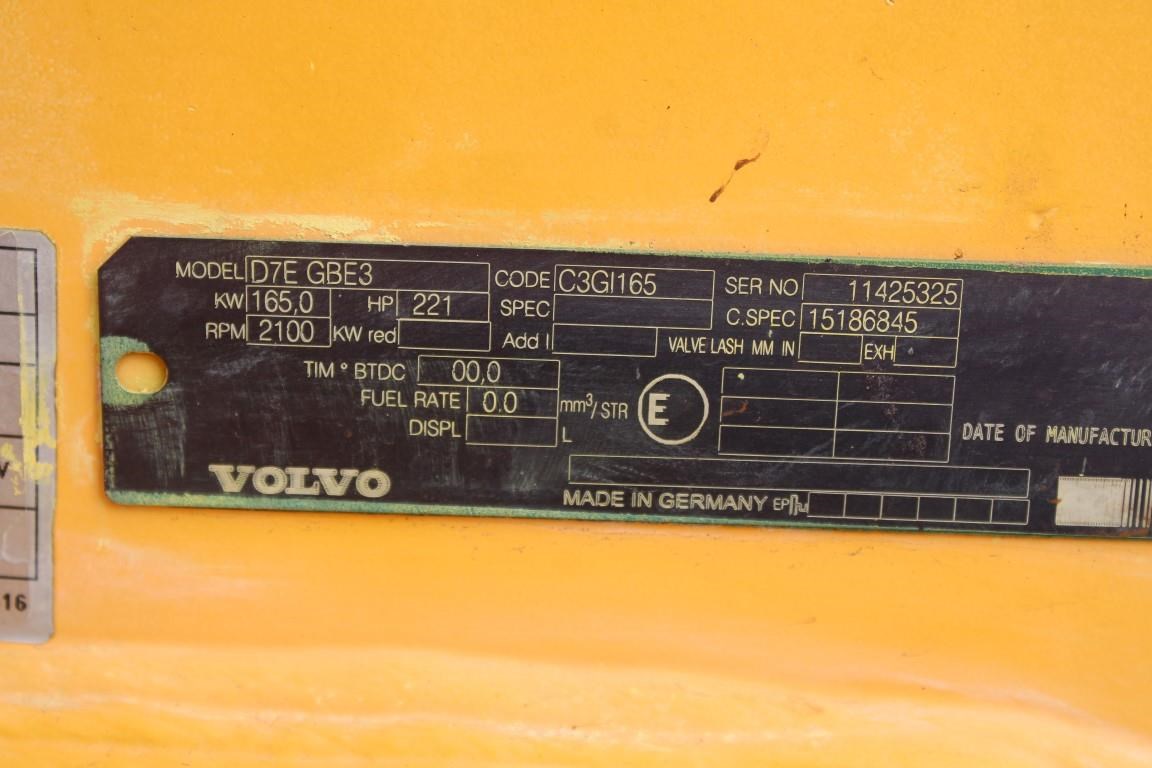 MODEL D7E GBE3 CODE C3GI165 SER NO 11425325
KW 165,0 HP 221 SPEC C.SPEC 15186845
RPM 2100 KW red Add I VALVE LASH MM IN EXH
TIM ° BTDC 00,0
FUEL RATE 0.0 mm³/STR E
DISPL L
DATE OF MANUFACTUR
VOLVO
MADE IN GERMANY EP
16